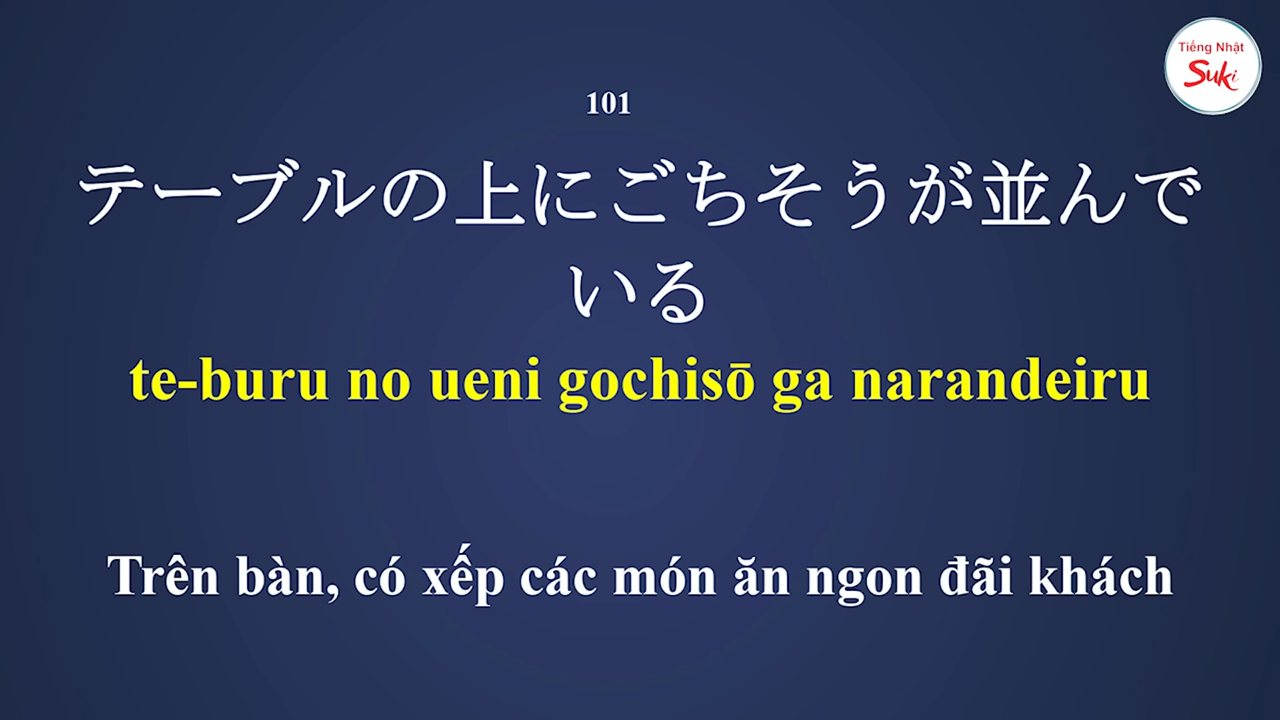 Tiếng Nhật
Suki
101
テーブルの上にごちそうが並んで
いる
te-buru no ueni gochisō ga narandeiru
Trên bàn, có xếp các món ăn ngon đãi khách